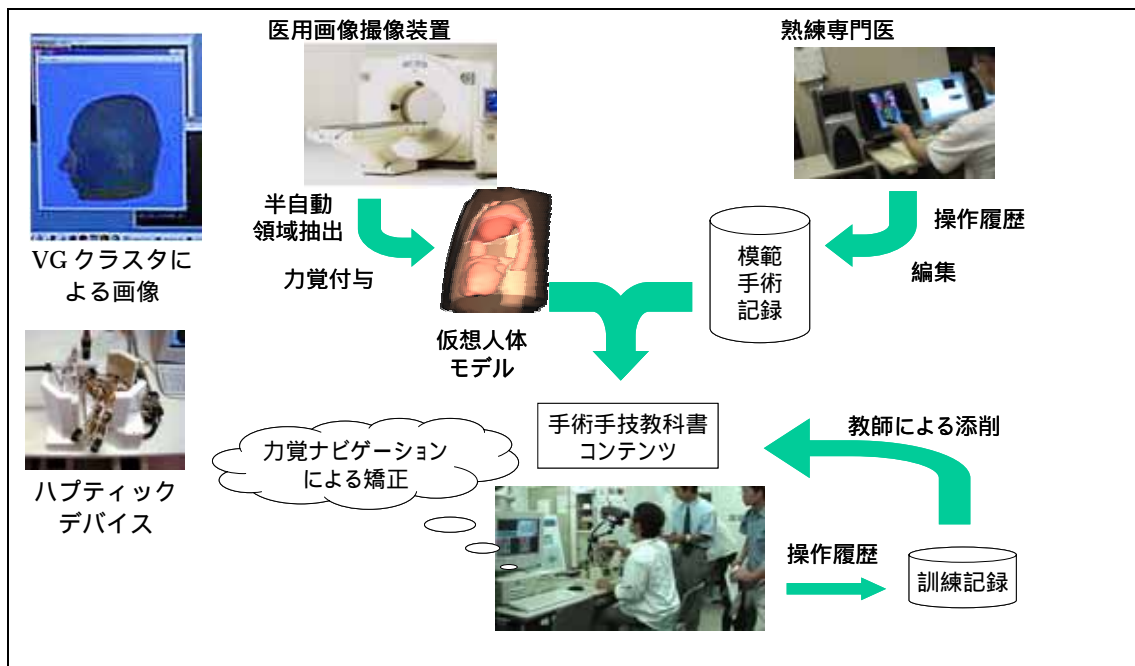 医用画像撮像装置
熟練専門医
半自動
領域抽出
力覚付与
VG クラスタに
よる画像
仮想人体
モデル
模範
手術
記録
操作履歴
編集
ハプティック
デバイス
力覚ナビゲーション
による矯正
手術手技教科書
コンテンツ
教師による添削
操作履歴
訓練記録